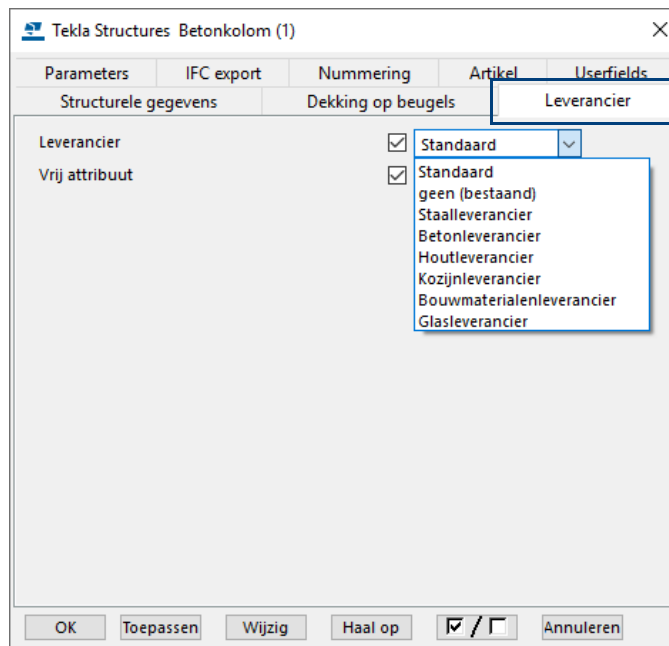 Tekla Structures Betonkolom (1)
Parameters IFC export Nummering Artikel Userfields
Structurele gegevens Dekking op beugels Leverancier
Leverancier Standaard
Vrij attribuut
Standaard
geen (bestaand)
Staalleverancier
Betonleverancier
Houtleverancier
Kozijnleverancier
Bouwmaterialenleverancier
Glasleverancier
OK Toepassen Wijzig Haal op / Annuleren